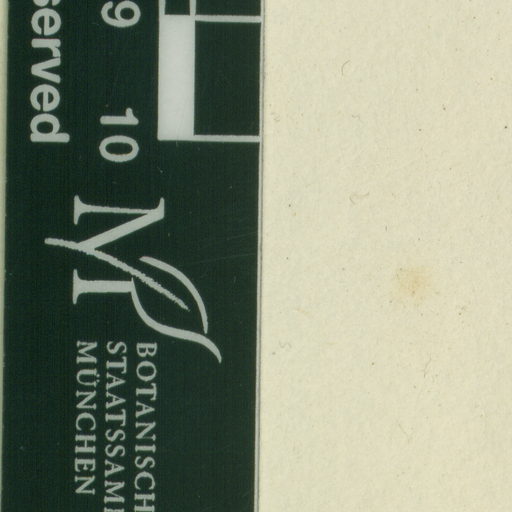 served
9 10
BOTANISCH
STAATSSAM
MÜNCHEN